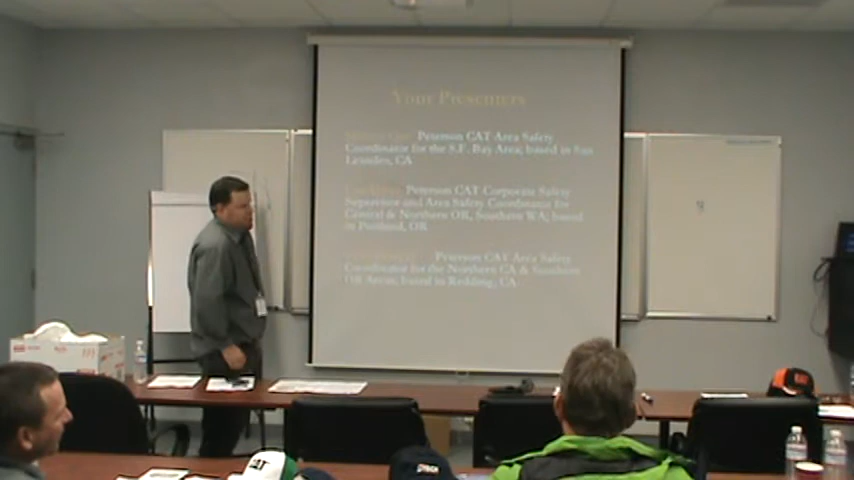 Your Presenters
Peterson CAT Area Safety
Coordinator for the S.F. Bay Area; based in San
Leandro, CA
Peterson CAT Corporate Safety
Supervisor and Area Safety Coordinator for
Central & Northern OR, Southern WA; based
in Portland, OR
Peterson CAT Area Safety
Coordinator for the Northern CA & Southern
OR Areas; based in Redding, CA
CAT